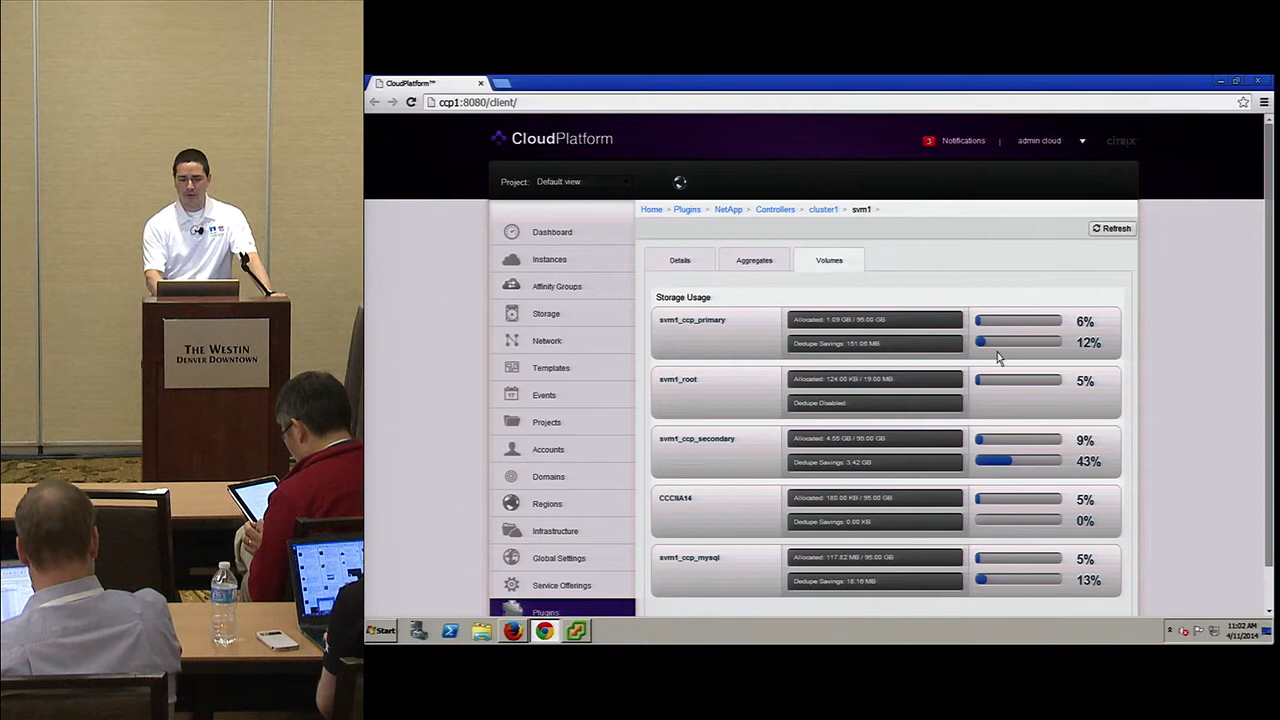 THE WESTIN
DENVER DOWNTOWN
CloudPlatform™
ccp1:8080/client/
CloudPlatform
3 Notifications | admin cloud
CITRIX
Project: Default view
Home > Plugins > NetApp > Controllers > cluster1 > svm1 >
Refresh
Dashboard
Instances
Affinity Groups
Storage
Network
Templates
Events
Projects
Accounts
Domains
Regions
Infrastructure
Global Settings
Service Offerings
Plugins
Details Aggregates Volumes
Storage Usage
svm1_ccp_primary
Allocated: 1.09 GB / 95.00 GB
6%
Dedupe Savings: 151.06 MB
12%
svm1_root
Allocated: 124.00 KB / 19.00 MB
5%
Dedupe Disabled
svm1_ccp_secondary
Allocated: 4.55 GB / 95.00 GB
9%
Dedupe Savings: 3.42 GB
43%
CCCNA14
Allocated: 180.00 KB / 95.00 GB
5%
Dedupe Savings: 0.00 KB
0%
svm1_ccp_mysql
Allocated: 117.82 MB / 95.00 GB
5%
Dedupe Savings: 18.16 MB
13%
Start
11:02 AM
4/11/2014